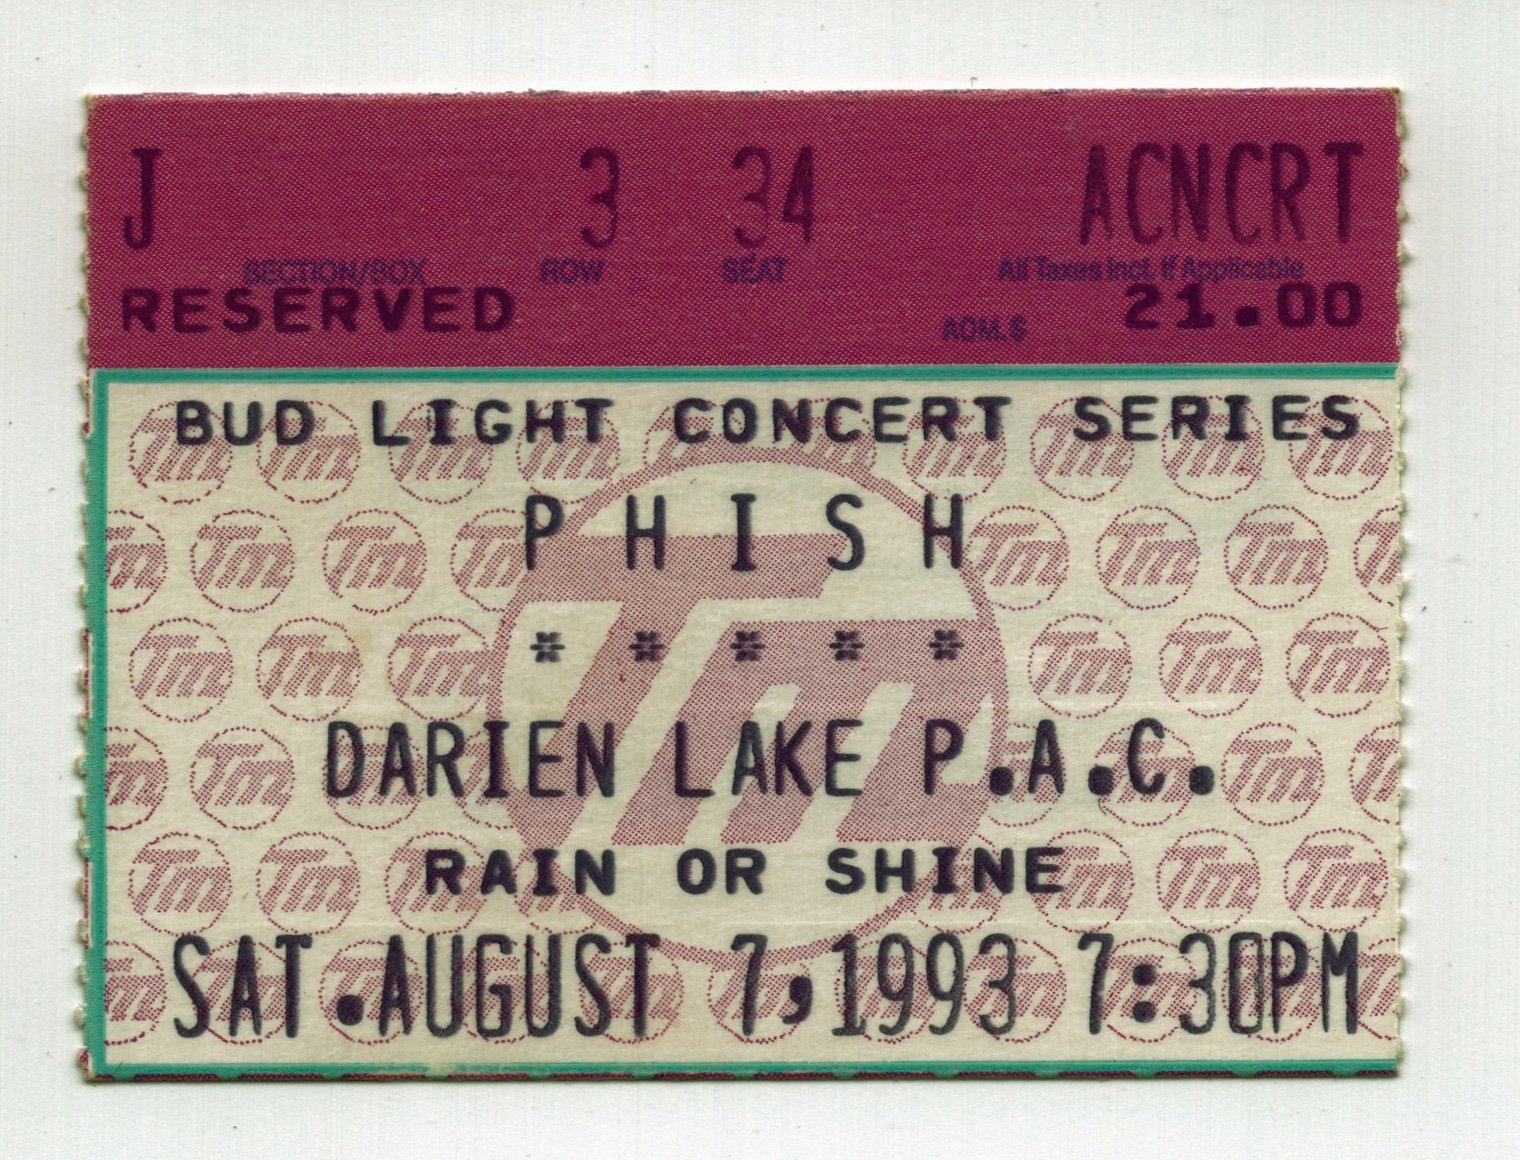 J 3 34 ACNCRT
SECTION/BOX ROW SEAT All Taxes Incl. If Applicable
RESERVED ADM.$ 21.00
BUD LIGHT CONCERT SERIES
PHISH
* * * * *
DARIEN LAKE P.A.C.
RAIN OR SHINE
SAT.AUGUST 7,1993 7:30PM